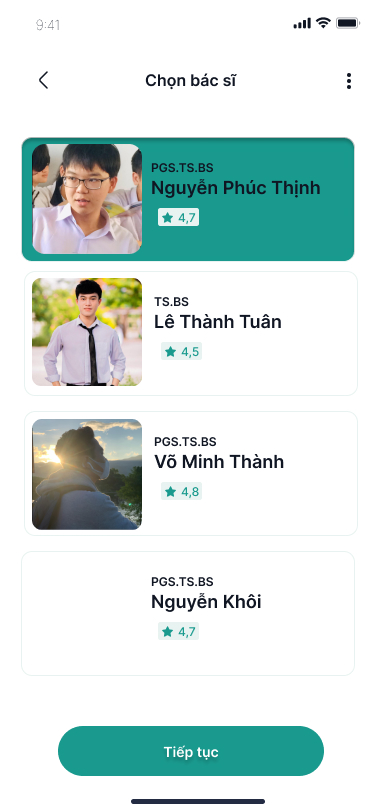 9:41
Chọn bác sĩ
PGS.TS.BS
Nguyễn Phúc Thịnh
4,7
TS.BS
Lê Thành Tuân
4,5
PGS.TS.BS
Võ Minh Thành
4,8
PGS.TS.BS
Nguyễn Khôi
4,7
Tiếp tục